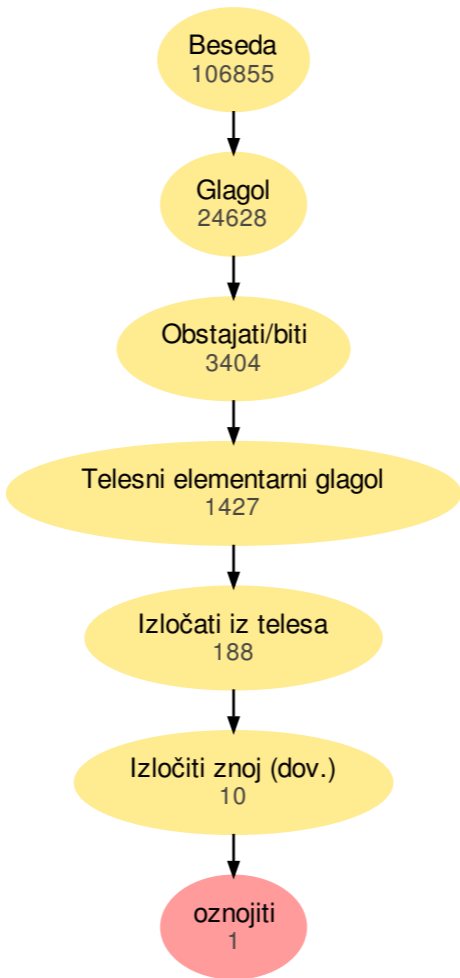 Beseda
106855
Glagol
24628
Obstajati/biti
3404
Telesni elementarni glagol
1427
Izločati iz telesa
188
Izločiti znoj (dov.)
10
oznojiti
1